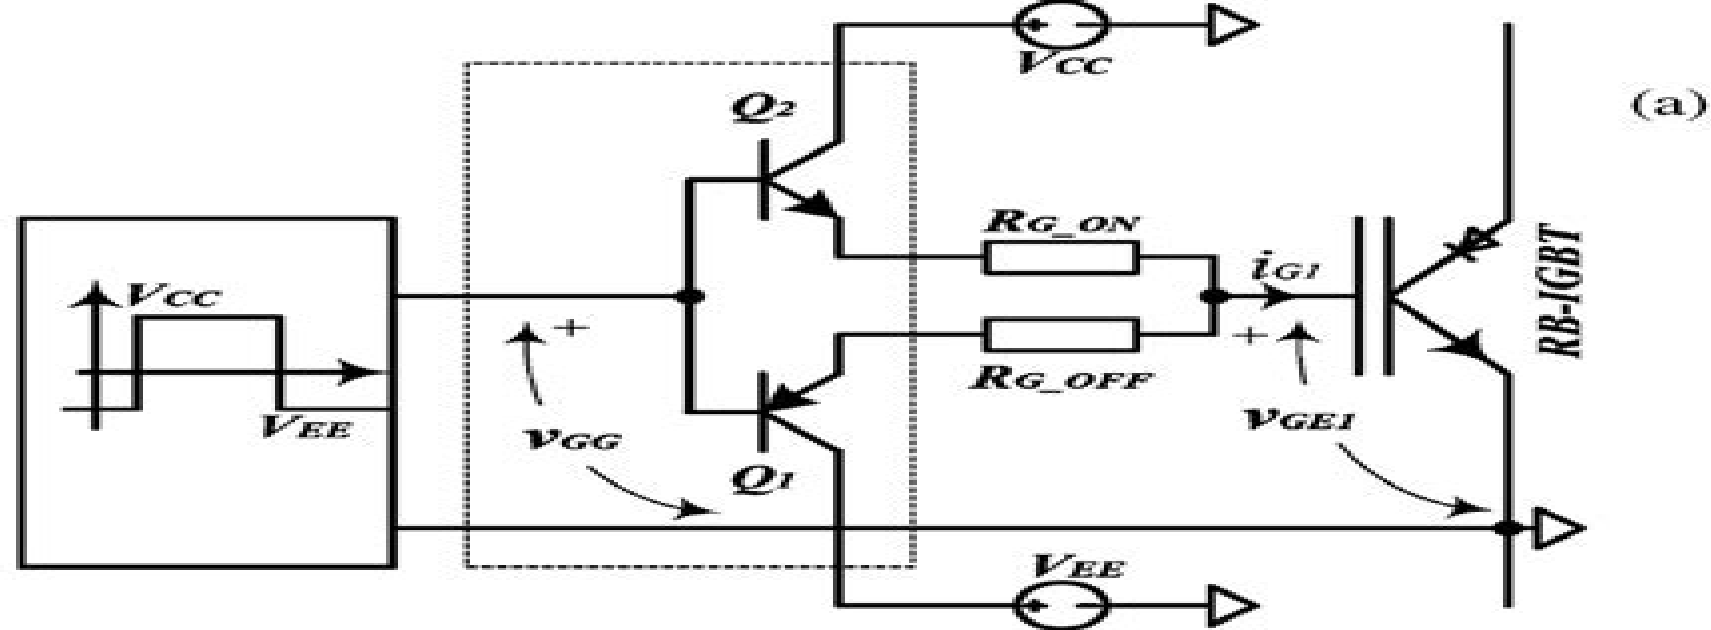 VCC
(a)
Q2
RG_ON
iG1
RB-IGBT
VCC
+
+
RG_OFF
VEE
vGG
vGE1
Q1
VEE